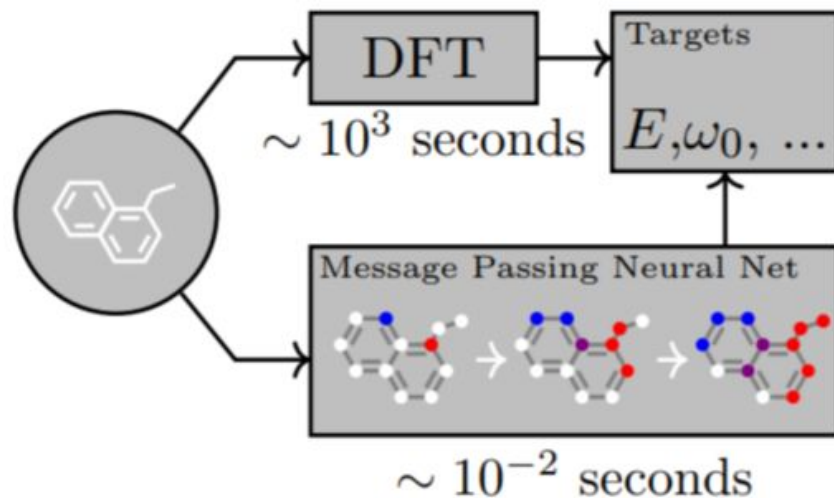 DFT
Targets
∼ 10³ seconds
E,ω₀, ...
Message Passing Neural Net
∼ 10⁻² seconds